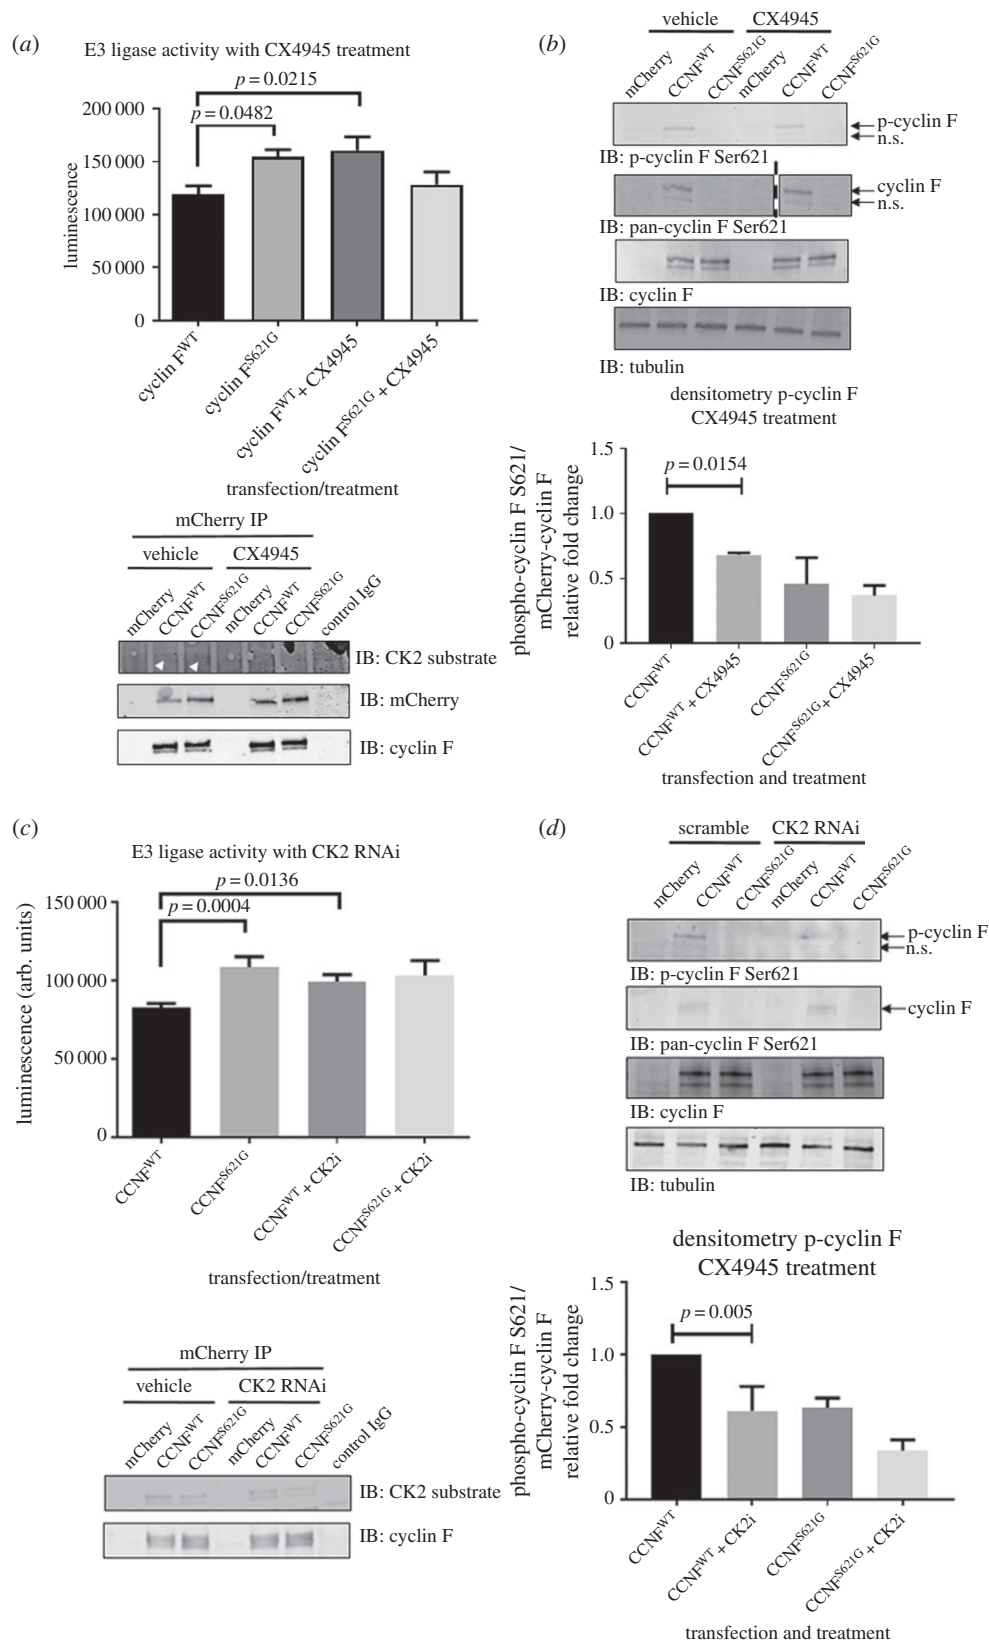 (a)
E3 ligase activity with CX4945 treatment
p = 0.0215
p = 0.0482
200 000
150 000
100 000
50 000
0
luminescence
cyclin F^WT
cyclin F^S621G
cyclin F^WT + CX4945
cyclin F^S621G + CX4945
transfection/treatment
mCherry IP
vehicle CX4945
mCherry
CCNF^WT
CCNF^S621G
mCherry
CCNF^WT
CCNF^S621G
control IgG
IB: CK2 substrate
IB: mCherry
IB: cyclin F
(b)
vehicle CX4945
mCherry
CCNF^WT
CCNF^S621G
mCherry
CCNF^WT
CCNF^S621G
p-cyclin F
n.s.
IB: p-cyclin F Ser621
cyclin F
n.s.
IB: pan-cyclin F Ser621
IB: cyclin F
IB: tubulin
densitometry p-cyclin F
CX4945 treatment
p = 0.0154
1.5
1.0
0.5
0
phospho-cyclin F S621/
mCherry-cyclin F
relative fold change
CCNF^WT
CCNF^WT + CX4945
CCNF^S621G
CCNF^S621G + CX4945
transfection and treatment
(c)
E3 ligase activity with CK2 RNAi
p = 0.0136
p = 0.0004
150 000
100 000
50 000
0
luminescence (arb. units)
CCNF^WT
CCNF^S621G
CCNF^WT + CK2i
CCNF^S621G + CK2i
transfection/treatment
mCherry IP
vehicle CK2 RNAi
mCherry
CCNF^WT
CCNF^S621G
mCherry
CCNF^WT
CCNF^S621G
control IgG
IB: CK2 substrate
IB: cyclin F
(d)
scramble CK2 RNAi
mCherry
CCNF^WT
CCNF^S621G
mCherry
CCNF^WT
CCNF^S621G
p-cyclin F
n.s.
IB: p-cyclin F Ser621
cyclin F
IB: pan-cyclin F Ser621
IB: cyclin F
IB: tubulin
densitometry p-cyclin F
CX4945 treatment
p = 0.005
1.5
1.0
0.5
0
phospho-cyclin F S621/
mCherry-cyclin F
relative fold change
CCNF^WT
CCNF^WT + CK2i
CCNF^S621G
CCNF^S621G + CK2i
transfection and treatment